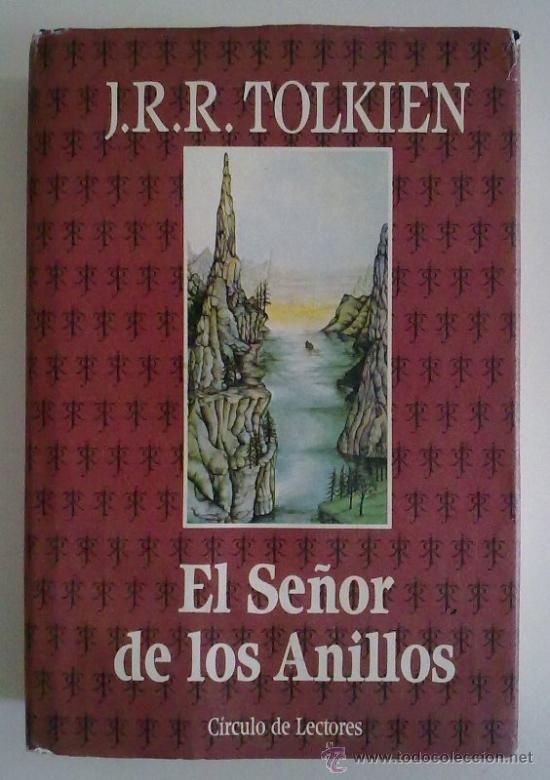 J.R.R. TOLKIEN
El Señor
de los Anillos
Círculo de Lectores
www.todocoleccion.net